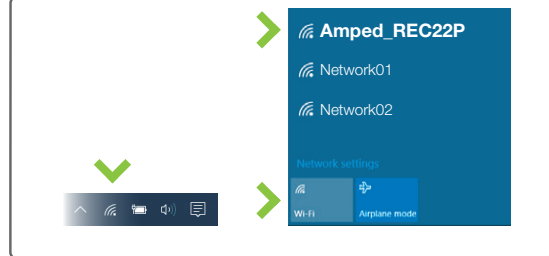 Amped_REC22P
Network01
Network02
Network settings
Wi-Fi
Airplane mode